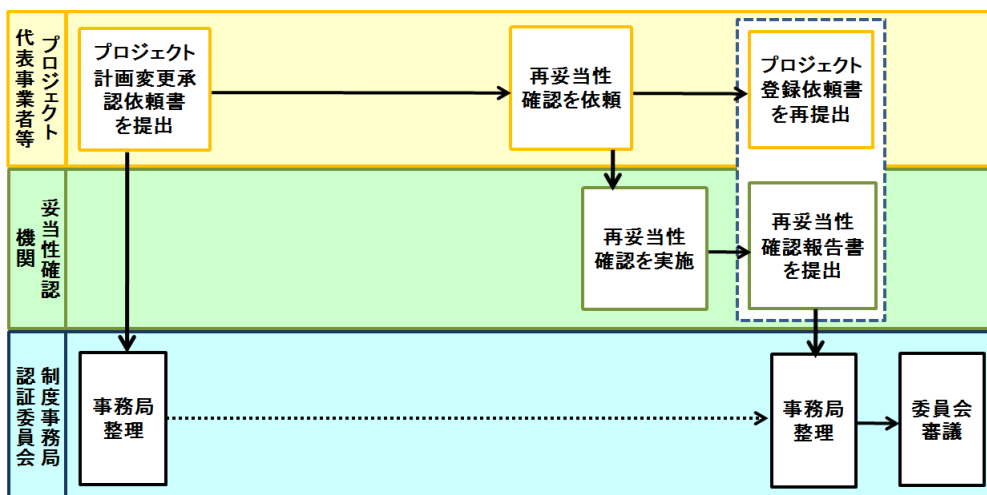 プロジェクト
代表事業者等
プロジェクト
計画変更承
認依頼書
を提出
再妥当性
確認を依頼
プロジェクト
登録依頼書
を再提出
妥当性確認
機関
再妥当性
確認を実施
再妥当性
確認報告書
を提出
制度事務局
認証委員会
事務局
整理
事務局
整理
委員会
審議